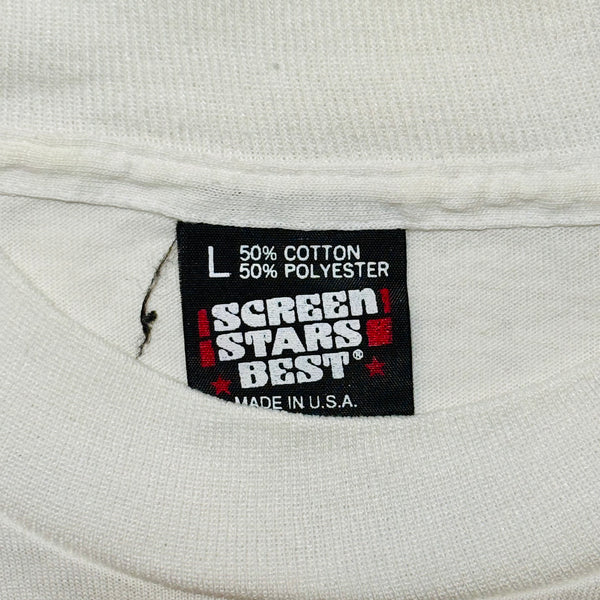 L 50% COTTON
50% POLYESTER
SCREEN
STARS
BEST®
MADE IN U.S.A.